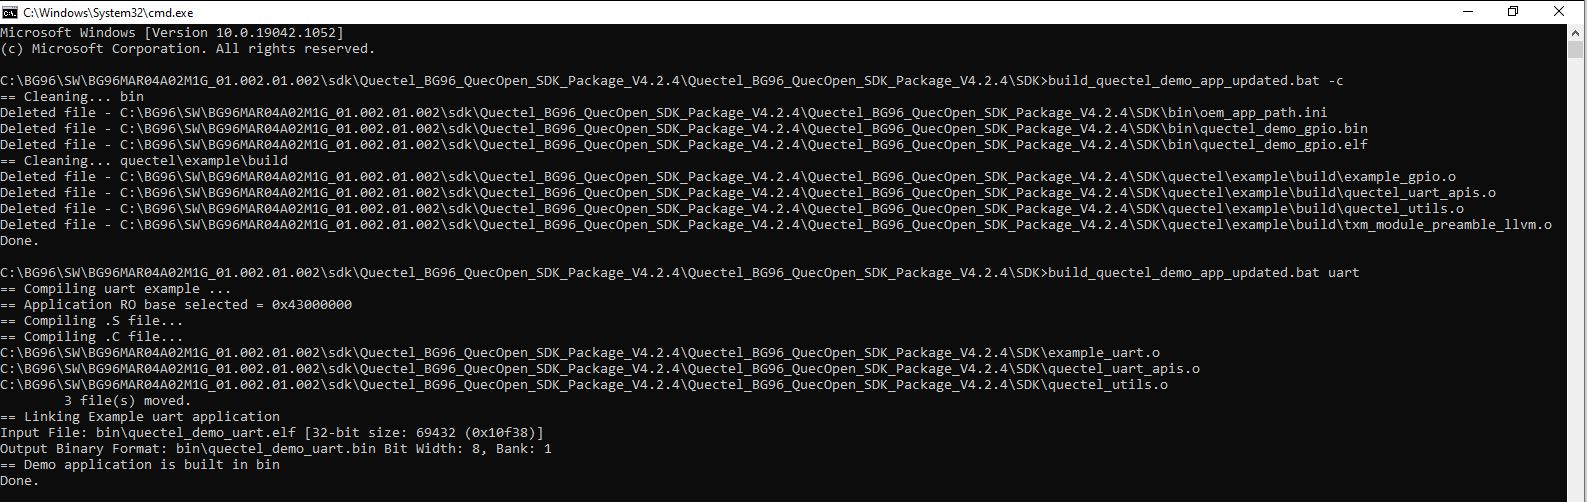 C:\Windows\System32\cmd.exe
Microsoft Windows [Version 10.0.19042.1052]
(c) Microsoft Corporation. All rights reserved.
C:\BG96\SW\BG96MAR04A02M1G_01.002.01.002\sdk\Quectel_BG96_QuecOpen_SDK_Package_V4.2.4\Quectel_BG96_QuecOpen_SDK_Package_V4.2.4\SDK>build_quectel_demo_app_updated.bat -c
== Cleaning... bin
Deleted file - C:\BG96\SW\BG96MAR04A02M1G_01.002.01.002\sdk\Quectel_BG96_QuecOpen_SDK_Package_V4.2.4\Quectel_BG96_QuecOpen_SDK_Package_V4.2.4\SDK\bin\oem_app_path.ini
Deleted file - C:\BG96\SW\BG96MAR04A02M1G_01.002.01.002\sdk\Quectel_BG96_QuecOpen_SDK_Package_V4.2.4\Quectel_BG96_QuecOpen_SDK_Package_V4.2.4\SDK\bin\quectel_demo_gpio.bin
Deleted file - C:\BG96\SW\BG96MAR04A02M1G_01.002.01.002\sdk\Quectel_BG96_QuecOpen_SDK_Package_V4.2.4\Quectel_BG96_QuecOpen_SDK_Package_V4.2.4\SDK\bin\quectel_demo_gpio.elf
== Cleaning... quectel\example\build
Deleted file - C:\BG96\SW\BG96MAR04A02M1G_01.002.01.002\sdk\Quectel_BG96_QuecOpen_SDK_Package_V4.2.4\Quectel_BG96_QuecOpen_SDK_Package_V4.2.4\SDK\quectel\example\build\example_gpio.o
Deleted file - C:\BG96\SW\BG96MAR04A02M1G_01.002.01.002\sdk\Quectel_BG96_QuecOpen_SDK_Package_V4.2.4\Quectel_BG96_QuecOpen_SDK_Package_V4.2.4\SDK\quectel\example\build\quectel_uart_apis.o
Deleted file - C:\BG96\SW\BG96MAR04A02M1G_01.002.01.002\sdk\Quectel_BG96_QuecOpen_SDK_Package_V4.2.4\Quectel_BG96_QuecOpen_SDK_Package_V4.2.4\SDK\quectel\example\build\quectel_utils.o
Deleted file - C:\BG96\SW\BG96MAR04A02M1G_01.002.01.002\sdk\Quectel_BG96_QuecOpen_SDK_Package_V4.2.4\Quectel_BG96_QuecOpen_SDK_Package_V4.2.4\SDK\quectel\example\build\txm_module_preamble_llvm.o
Done.
C:\BG96\SW\BG96MAR04A02M1G_01.002.01.002\sdk\Quectel_BG96_QuecOpen_SDK_Package_V4.2.4\Quectel_BG96_QuecOpen_SDK_Package_V4.2.4\SDK>build_quectel_demo_app_updated.bat uart
== Compiling uart example ...
== Application RO base selected = 0x43000000
== Compiling .S file...
== Compiling .C file...
C:\BG96\SW\BG96MAR04A02M1G_01.002.01.002\sdk\Quectel_BG96_QuecOpen_SDK_Package_V4.2.4\Quectel_BG96_QuecOpen_SDK_Package_V4.2.4\SDK\example_uart.o
C:\BG96\SW\BG96MAR04A02M1G_01.002.01.002\sdk\Quectel_BG96_QuecOpen_SDK_Package_V4.2.4\Quectel_BG96_QuecOpen_SDK_Package_V4.2.4\SDK\quectel_uart_apis.o
C:\BG96\SW\BG96MAR04A02M1G_01.002.01.002\sdk\Quectel_BG96_QuecOpen_SDK_Package_V4.2.4\Quectel_BG96_QuecOpen_SDK_Package_V4.2.4\SDK\quectel_utils.o
3 file(s) moved.
== Linking Example uart application
Input File: bin\quectel_demo_uart.elf [32-bit size: 69432 (0x10f38)]
Output Binary Format: bin\quectel_demo_uart.bin Bit Width: 8, Bank: 1
== Demo application is built in bin
Done.